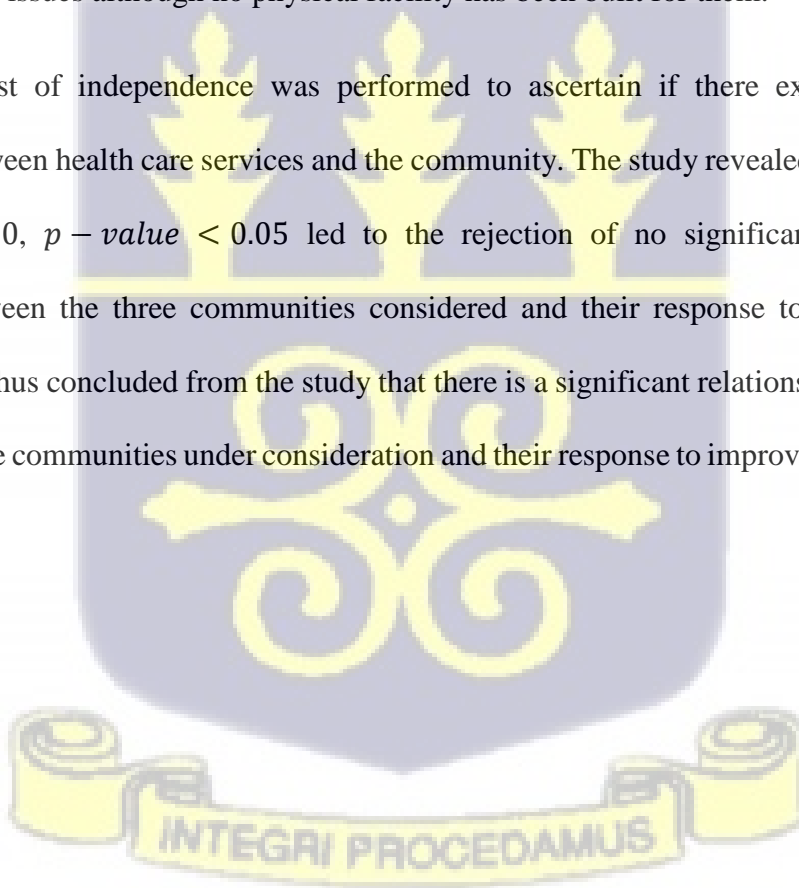 issues although no physical facility has been built for them.
st of independence was performed to ascertain if there ex
veen health care services and the community. The study revealed
0, p − value < 0.05 led to the rejection of no significan
veen the three communities considered and their response to
hus concluded from the study that there is a significant relations
e communities under consideration and their response to improv
INTEGRI PROCEDAMUS